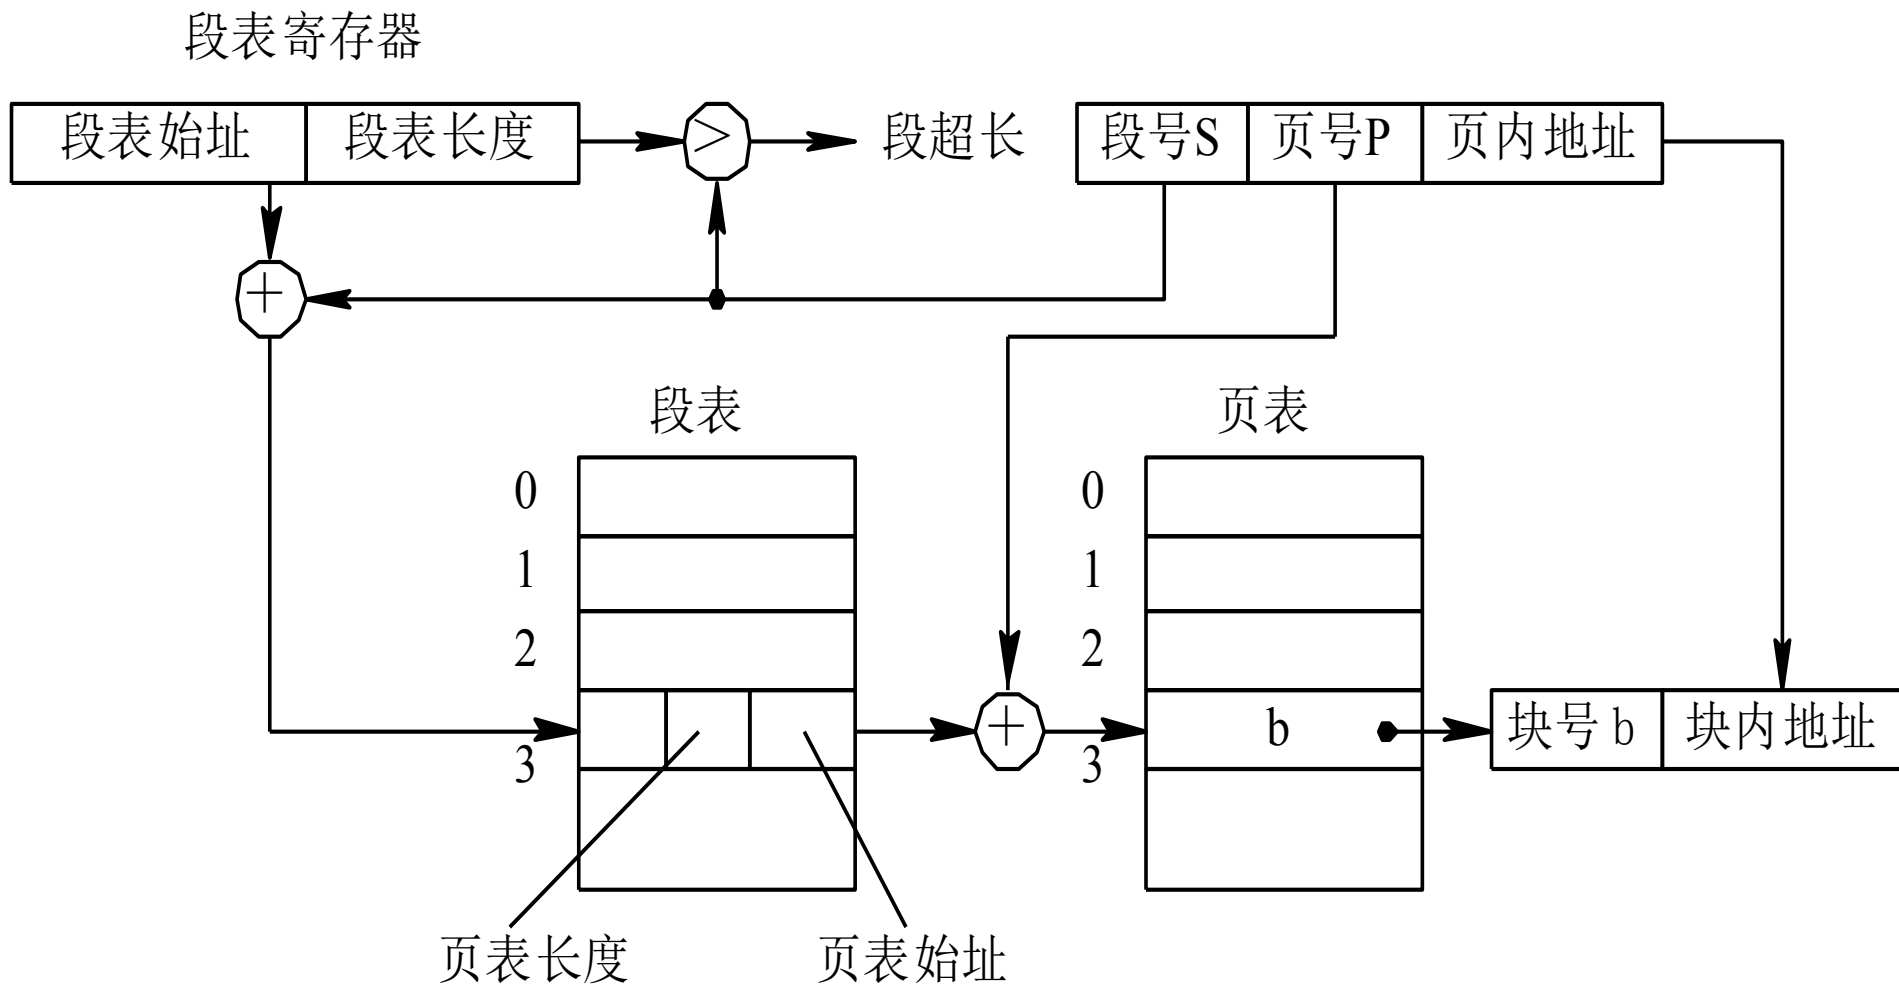 段表寄存器
段表始址 段表长度 > 段超长 段号S 页号P 页内地址
+
段表 页表
0 0
1 1
2 2
+ b 块号b 块内地址
3 3
页表长度 页表始址